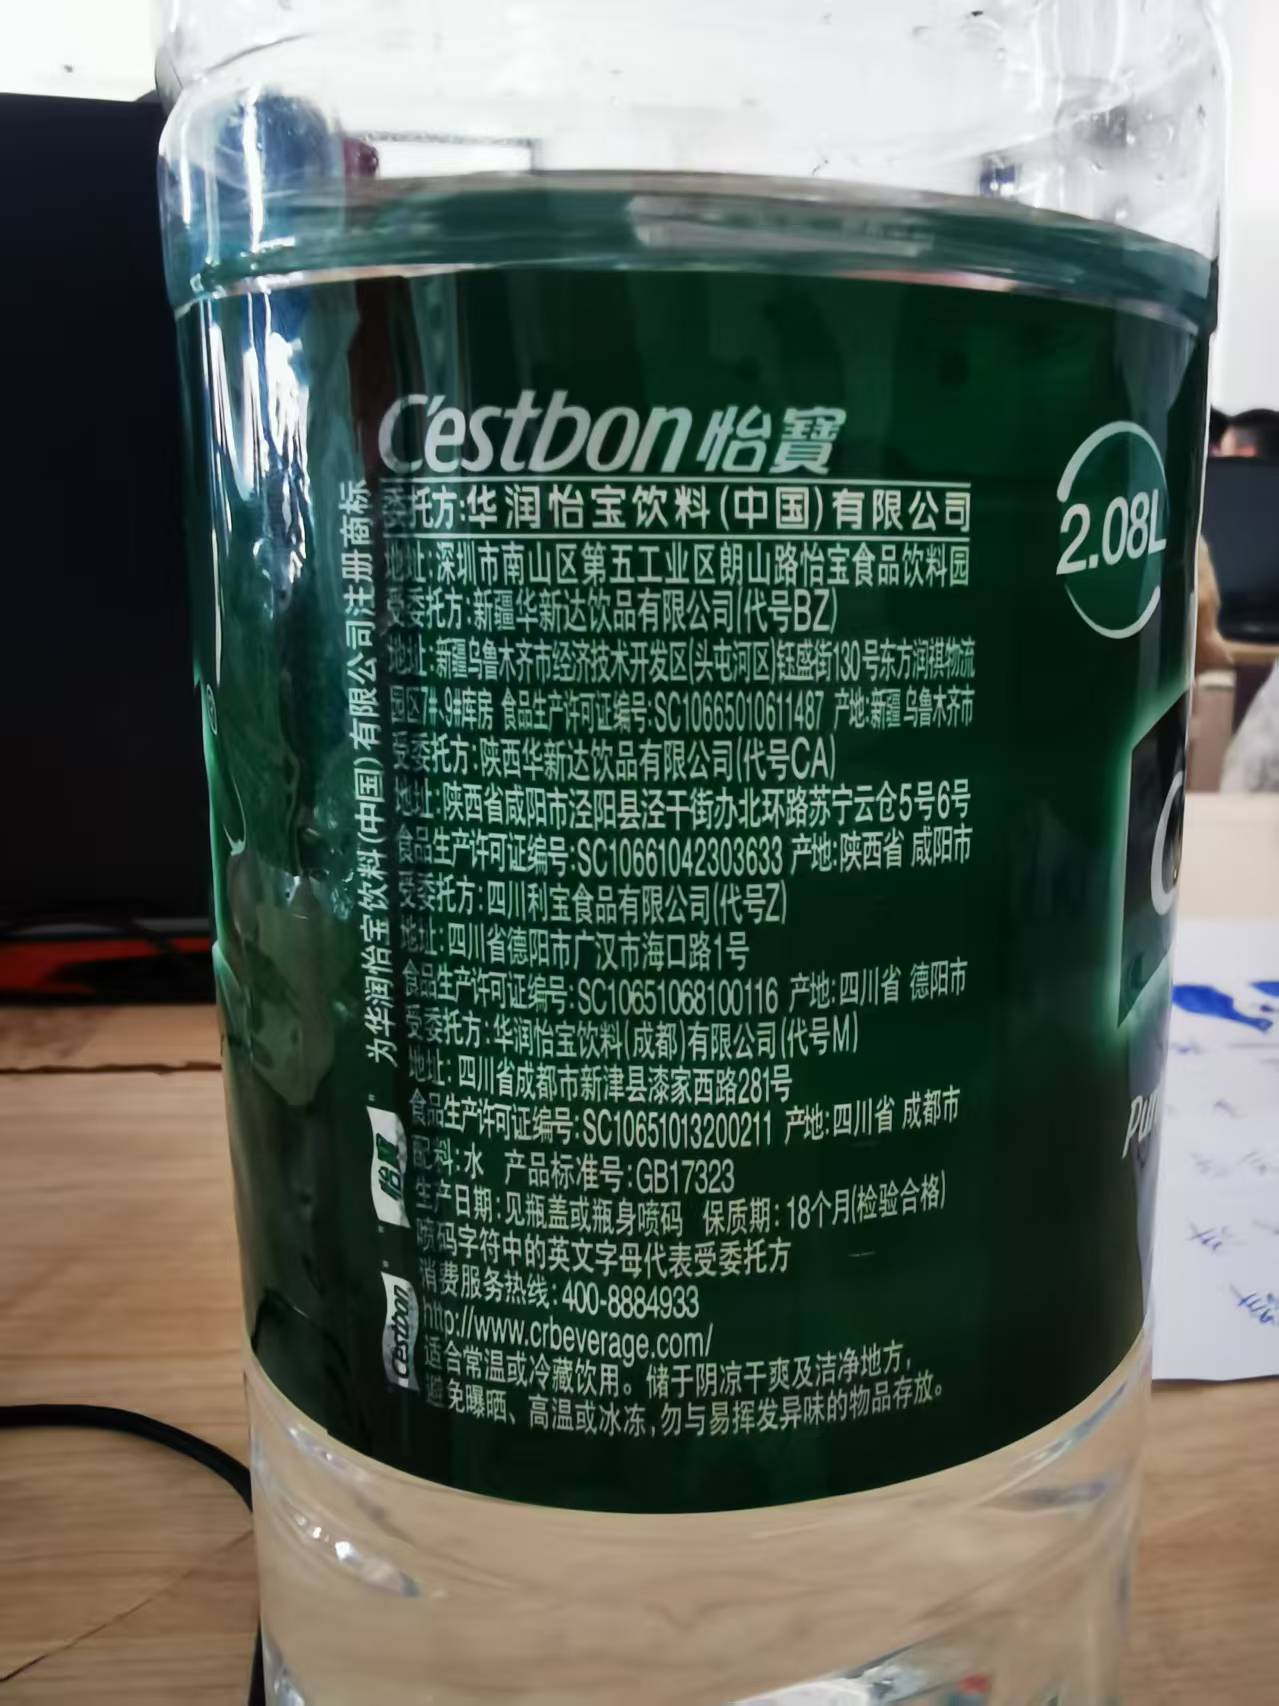 C'estbon 怡寶
委托方:华润怡宝饮料(中国)有限公司
地址:深圳市南山区第五工业区朗山路怡宝食品饮料园
受委托方:新疆华新达饮品有限公司(代号BZ)
地址:新疆乌鲁木齐市经济技术开发区(头屯河区)钰盛街130号东方润祺物流
园区7#、9#库房 食品生产许可证编号:SC10665010611487 产地:新疆 乌鲁木齐市
受委托方:陕西华新达饮品有限公司(代号CA)
地址:陕西省咸阳市泾阳县泾干街办北环路苏宁云仓5号6号
食品生产许可证编号:SC10661042303633 产地:陕西省 咸阳市
受委托方:四川利宝食品有限公司(代号Z)
地址:四川省德阳市广汉市海口路1号
食品生产许可证编号:SC10651068100116 产地:四川省 德阳市
受委托方:华润怡宝饮料(成都)有限公司(代号M)
地址:四川省成都市新津县漆家西路281号
食品生产许可证编号:SC10651013200211 产地:四川省 成都市
配料:水 产品标准号:GB17323
生产日期:见瓶盖或瓶身喷码 保质期:18个月(检验合格)
喷码字符中的英文字母代表受委托方
消费服务热线:400-8884933
http://www.crbeverage.com/
适合常温或冷藏饮用。储于阴凉干爽及洁净地方,
避免曝晒、高温或冰冻,勿与易挥发异味的物品存放。
C'estbon 怡寶 为华润怡宝饮料(中国)有限公司注册商标
2.08L
Pur